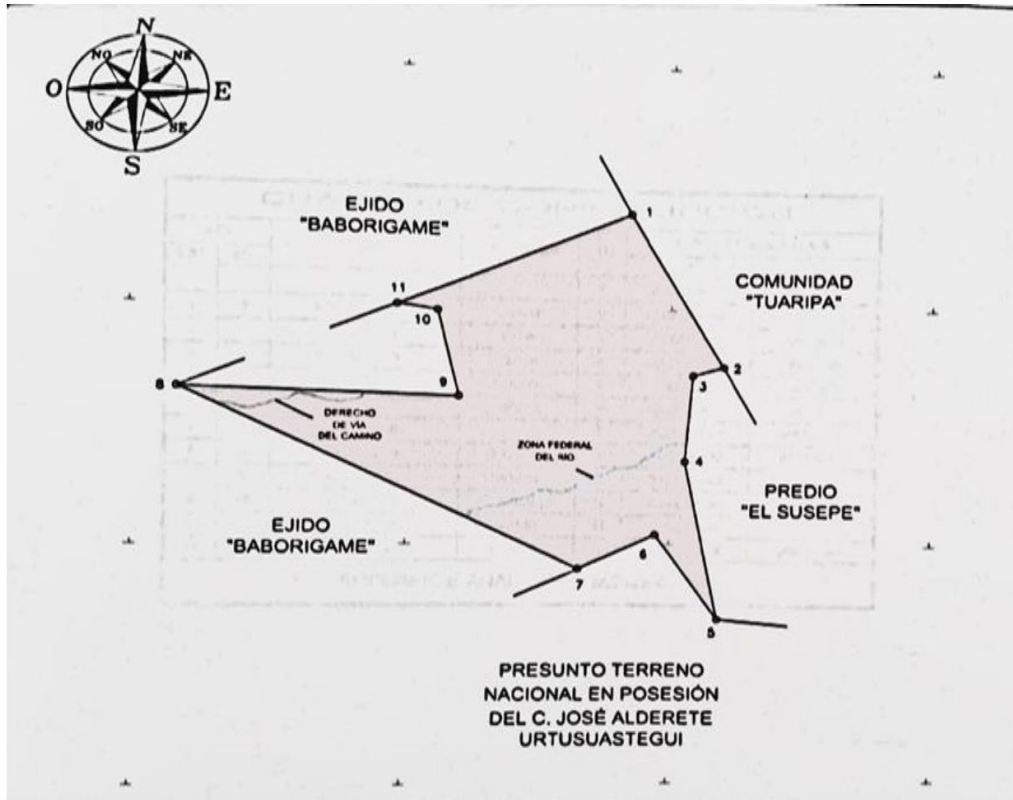 N
NO
NE
O
E
SO
SE
S
EJIDO
"BABORIGAME"
1
COMUNIDAD
"TUARIPA"
11
10
2
3
8
9
DERECHO
DE VÍA
DEL CAMINO
ZONA FEDERAL
DEL RIO
4
PREDIO
"EL SUSEPE"
EJIDO
"BABORIGAME"
6
7
5
PRESUNTO TERRENO
NACIONAL EN POSESIÓN
DEL C. JOSÉ ALDERETE
URTUSUASTEGUI